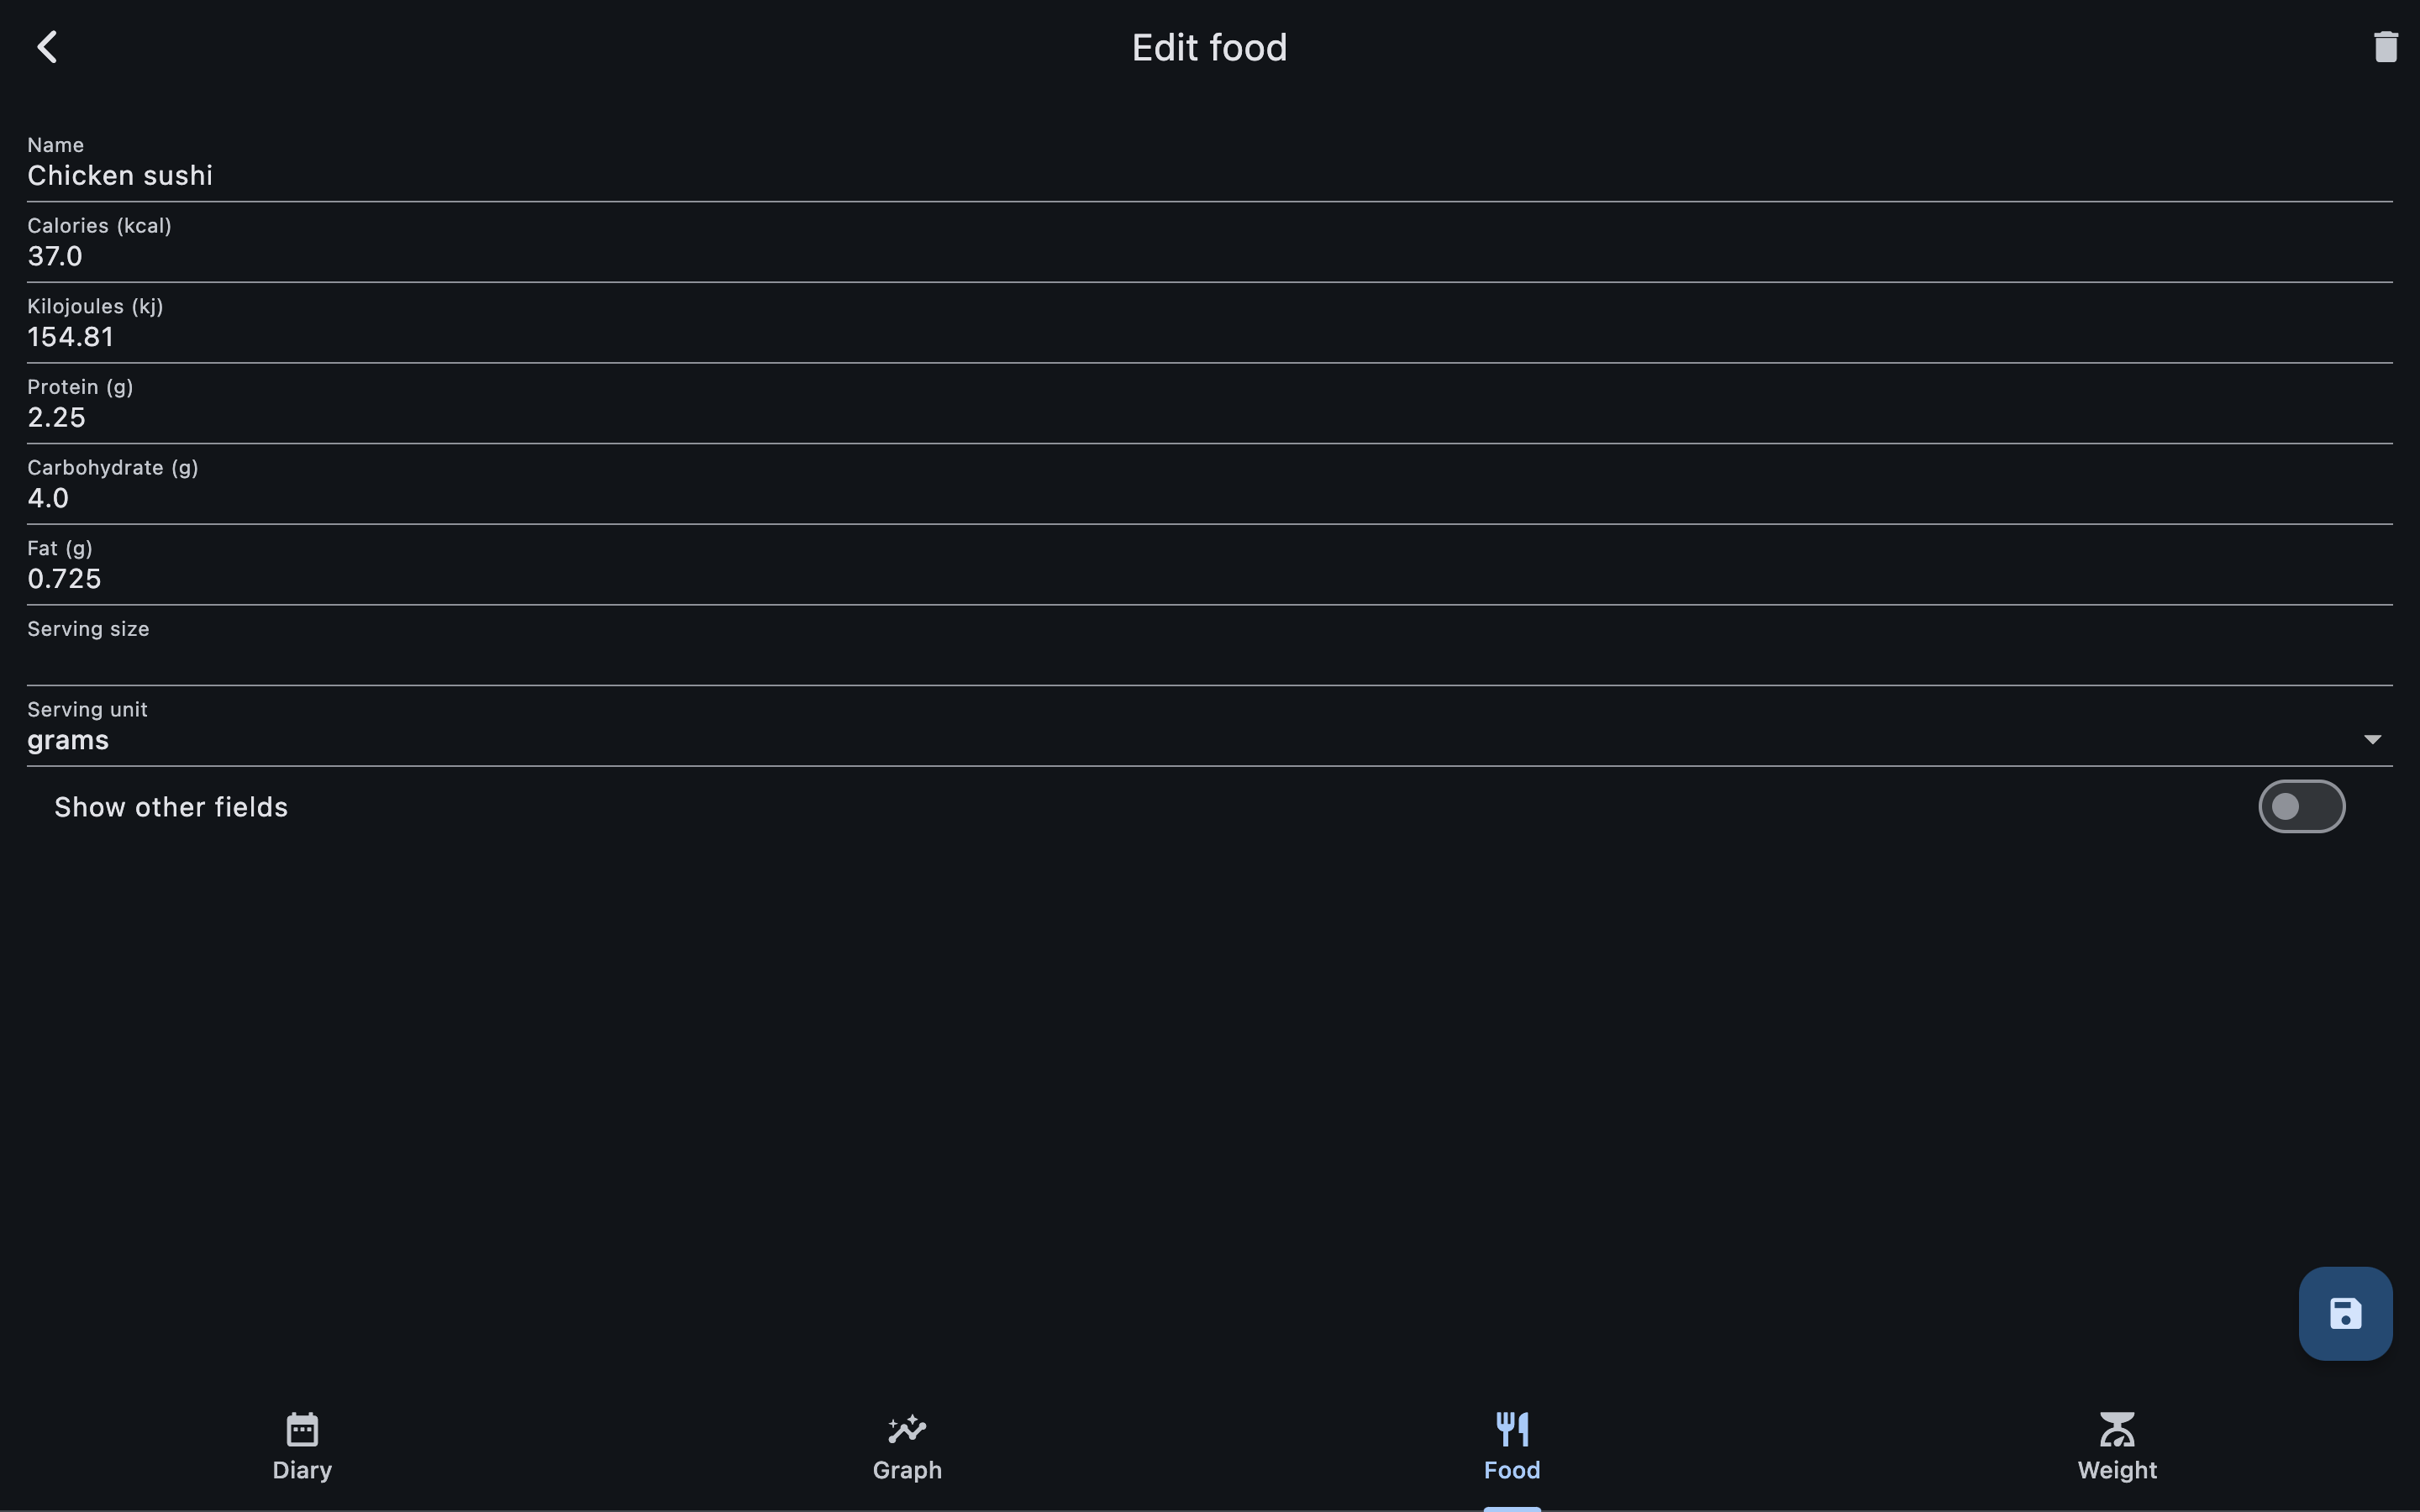 Edit food
Name
Chicken sushi
Calories (kcal)
37.0
Kilojoules (kj)
154.81
Protein (g)
2.25
Carbohydrate (g)
4.0
Fat (g)
0.725
Serving size
Serving unit
grams
Show other fields
Diary
Graph
Food
Weight